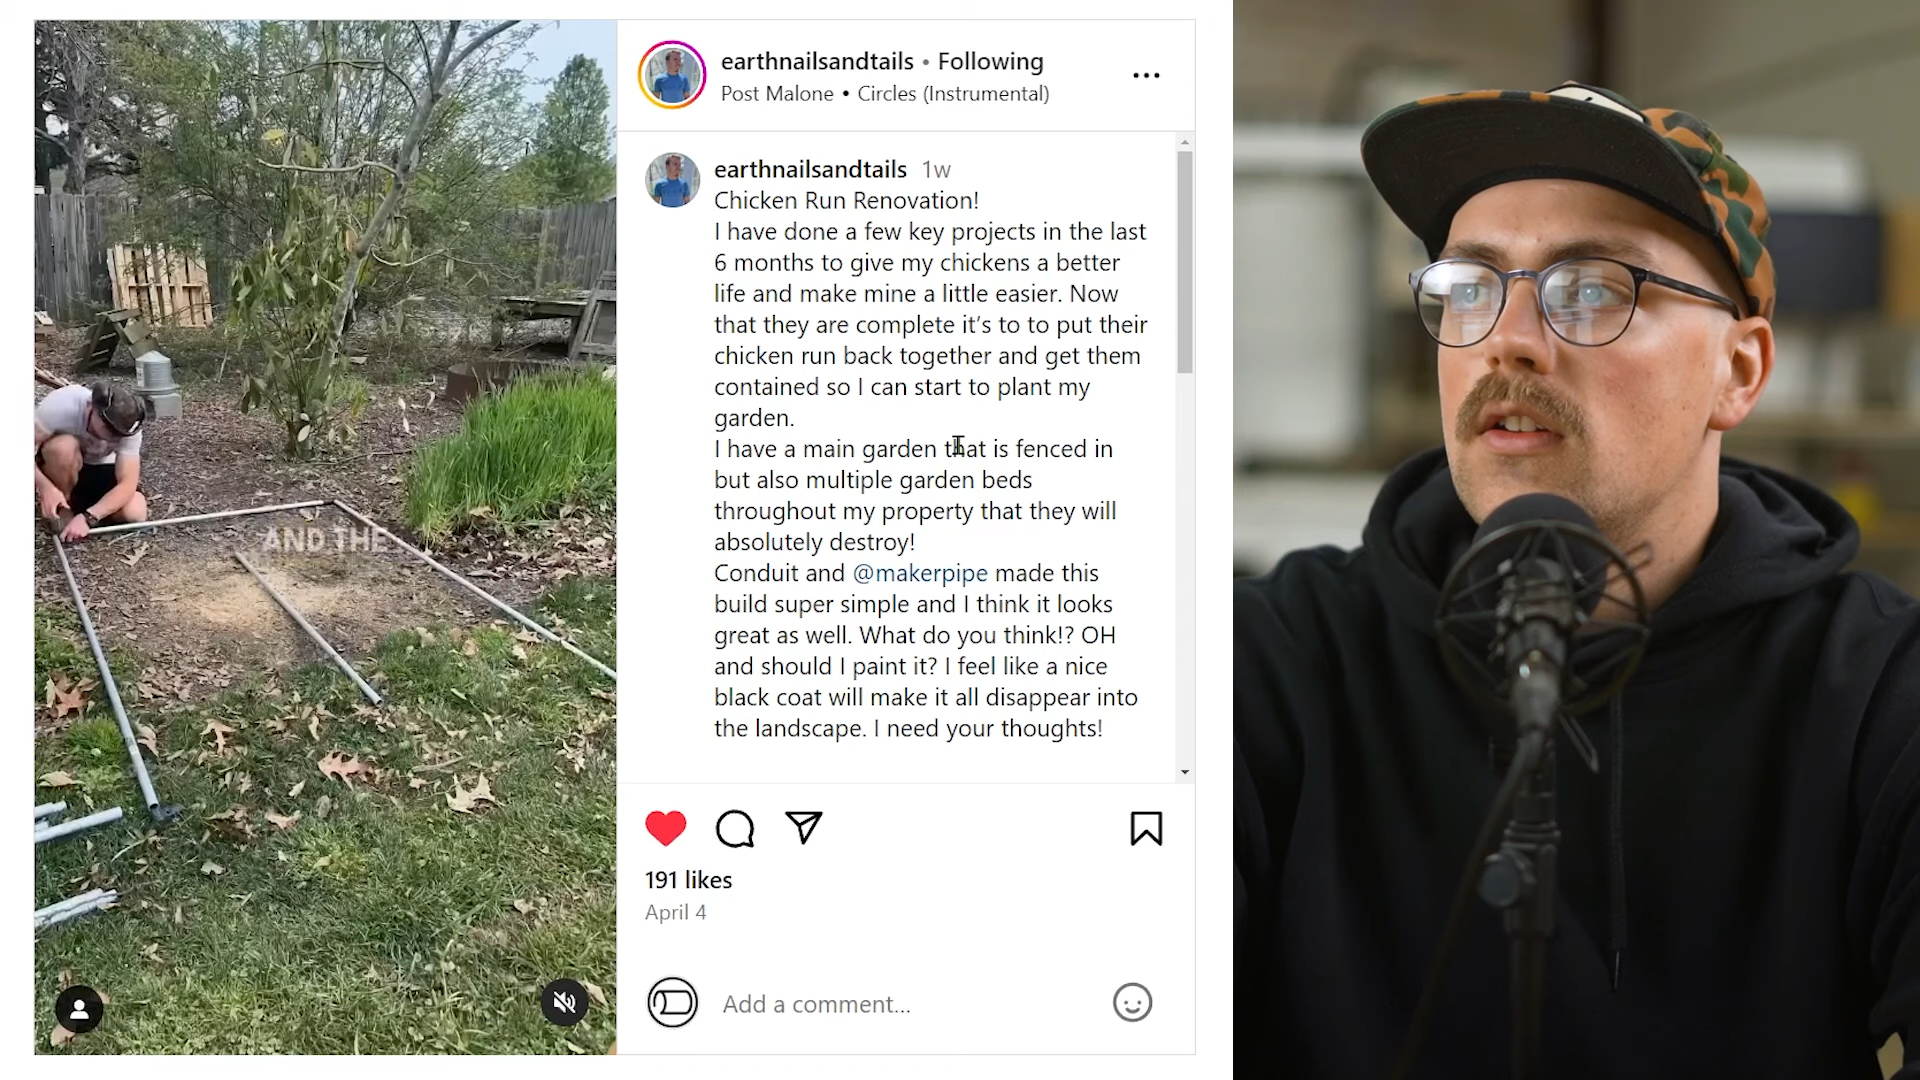 earthnailsandtails • Following
Post Malone • Circles (Instrumental)
earthnailsandtails 1w
Chicken Run Renovation!
I have done a few key projects in the last
6 months to give my chickens a better
life and make mine a little easier. Now
that they are complete it’s to to put their
chicken run back together and get them
contained so I can start to plant my
garden.
I have a main garden that is fenced in
but also multiple garden beds
throughout my property that they will
absolutely destroy!
Conduit and @makerpipe made this
build super simple and I think it looks
great as well. What do you think!? OH
and should I paint it? I feel like a nice
black coat will make it all disappear into
the landscape. I need your thoughts!
AND THE
191 likes
April 4
Add a comment...